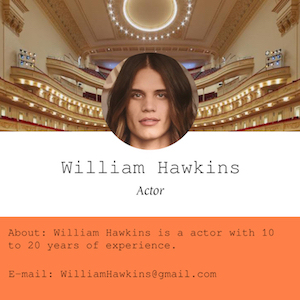 William Hawkins
Actor
About: William Hawkins is a actor with 10
to 20 years of experience.
E-mail: WilliamHawkins@gmail.com